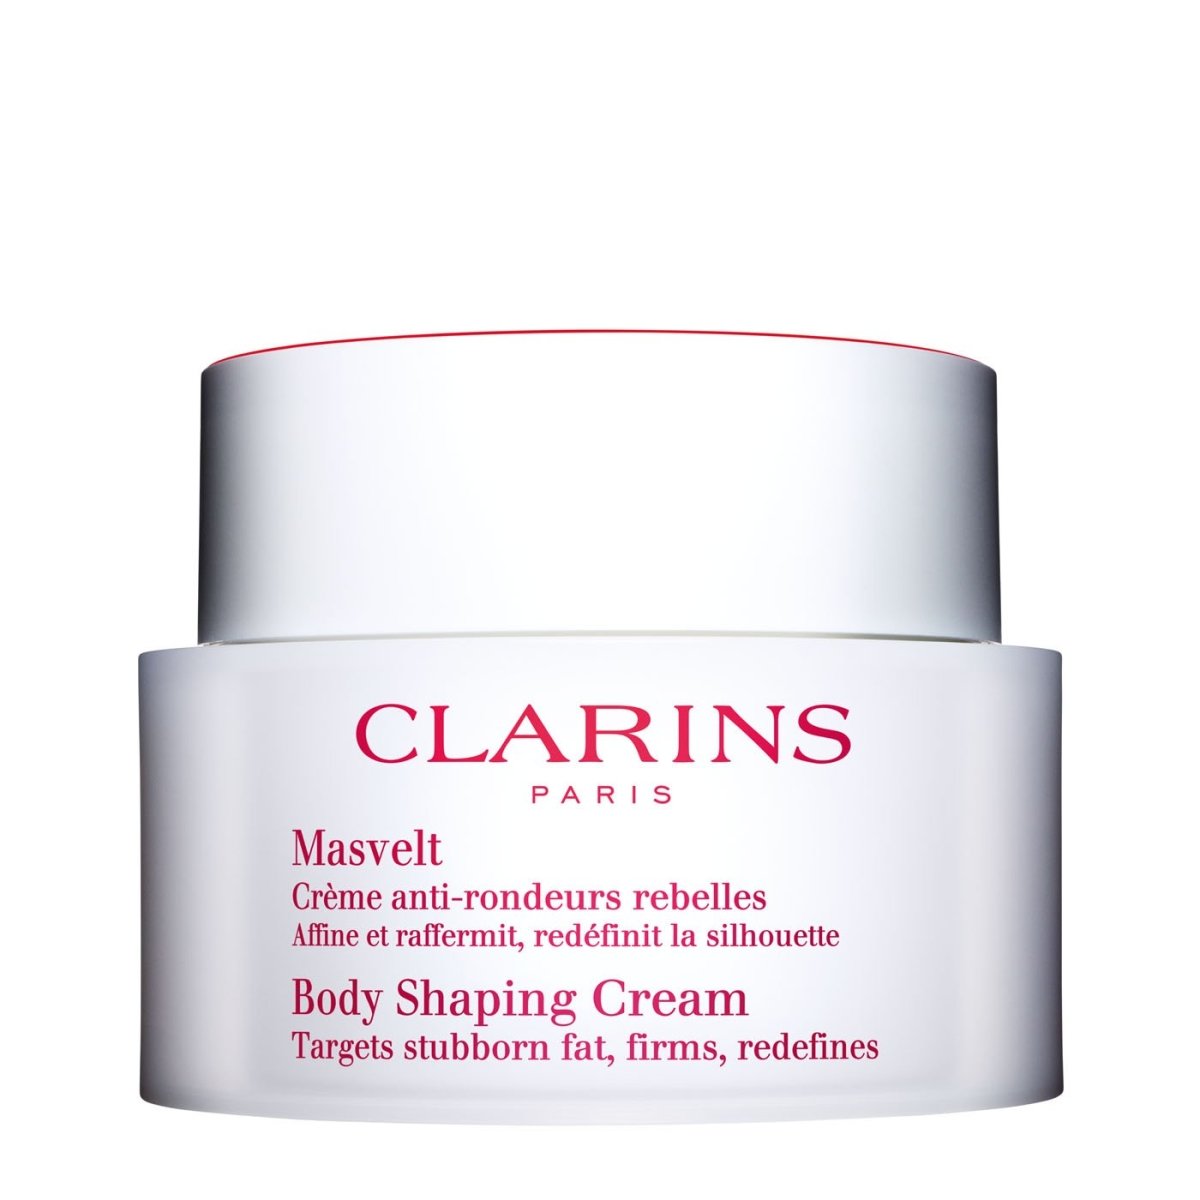 CLARINS
PARIS
Masvelt
Crème anti-rondeurs rebelles
Affine et raffermit, redéfinit la silhouette
Body Shaping Cream
Targets stubborn fat, firms, redefines